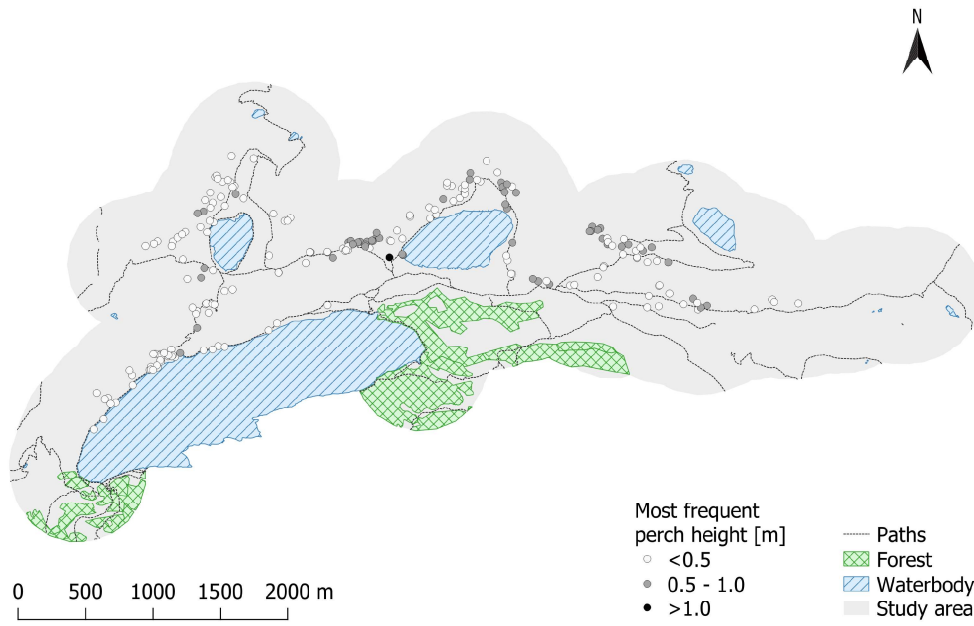 N
Most frequent
perch height [m]
<0.5
0.5 - 1.0
>1.0
Paths
Forest
Waterbody
Study area
0 500 1000 1500 2000 m